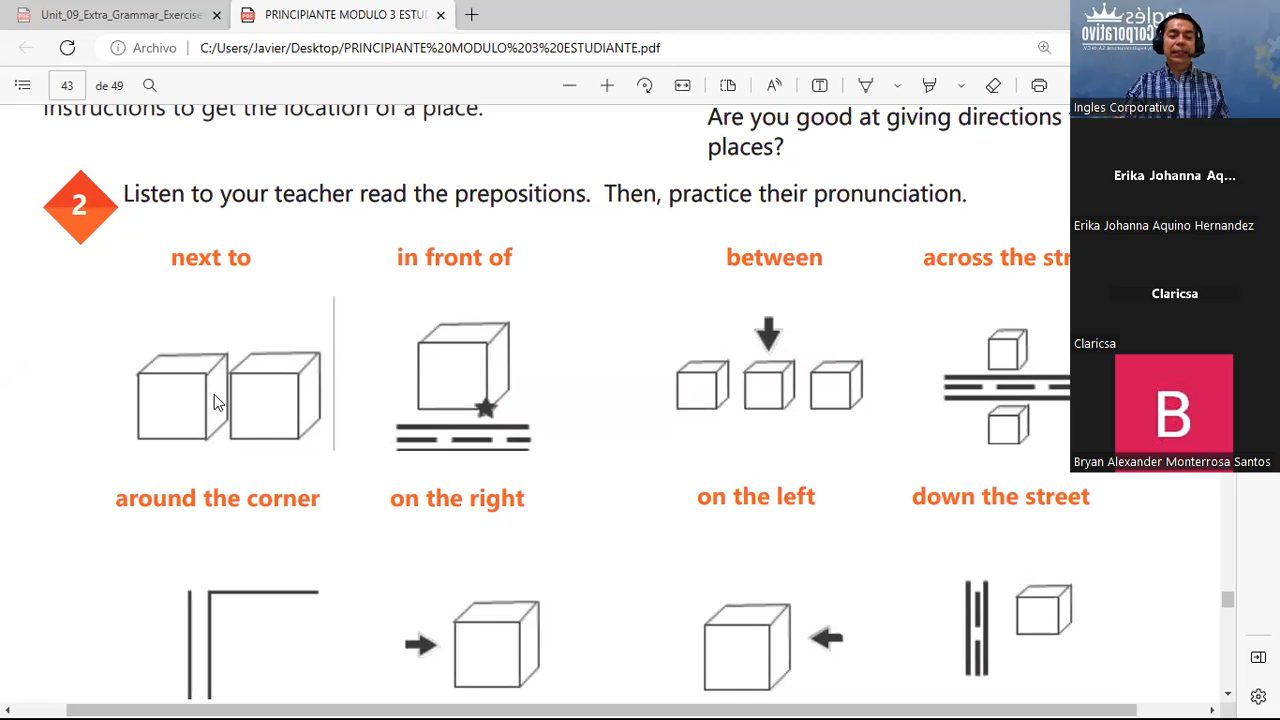 Unit_09_Extra_Grammar_Exercise
PRINCIPIANTE MODULO 3 ESTU
Archivo
C:/Users/Javier/Desktop/PRINCIPIANTE%20MODULO%203%20ESTUDIANTE.pdf
43
de 49
instructions to get the location of a place.
Are you good at giving directions
places?
2
Listen to your teacher read the prepositions. Then, practice their pronunciation.
next to
in front of
between
across the str
around the corner
on the right
on the left
down the street
Inglés
Corporativo
Ingles Corporativo
Erika Johanna Aq...
Erika Johanna Aquino Hernandez
Claricsa
Claricsa
B
Bryan Alexander Monterrosa Santos